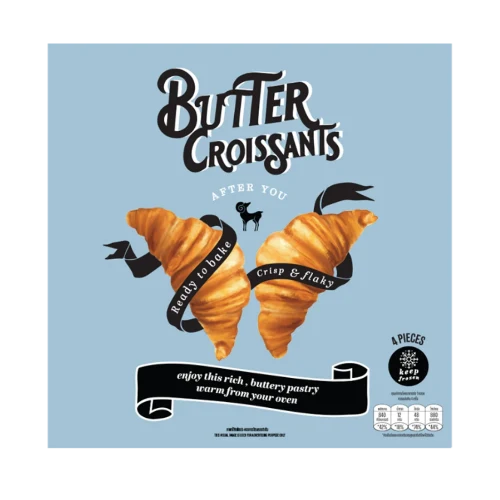 BUTTER
CROISSANTS
AFTER YOU
Ready to bake
Crisp & flaky
4 PIECES
keep
frozen
enjoy this rich , buttery pastry
warm from your oven